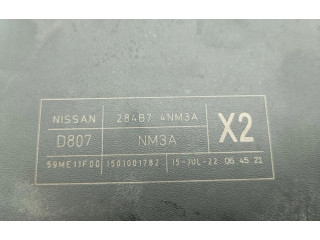 NISSAN 284B7 4NM3A
D807 NM3A X2
59ME11F00 1501001782 15-JUL-22 06 45 21